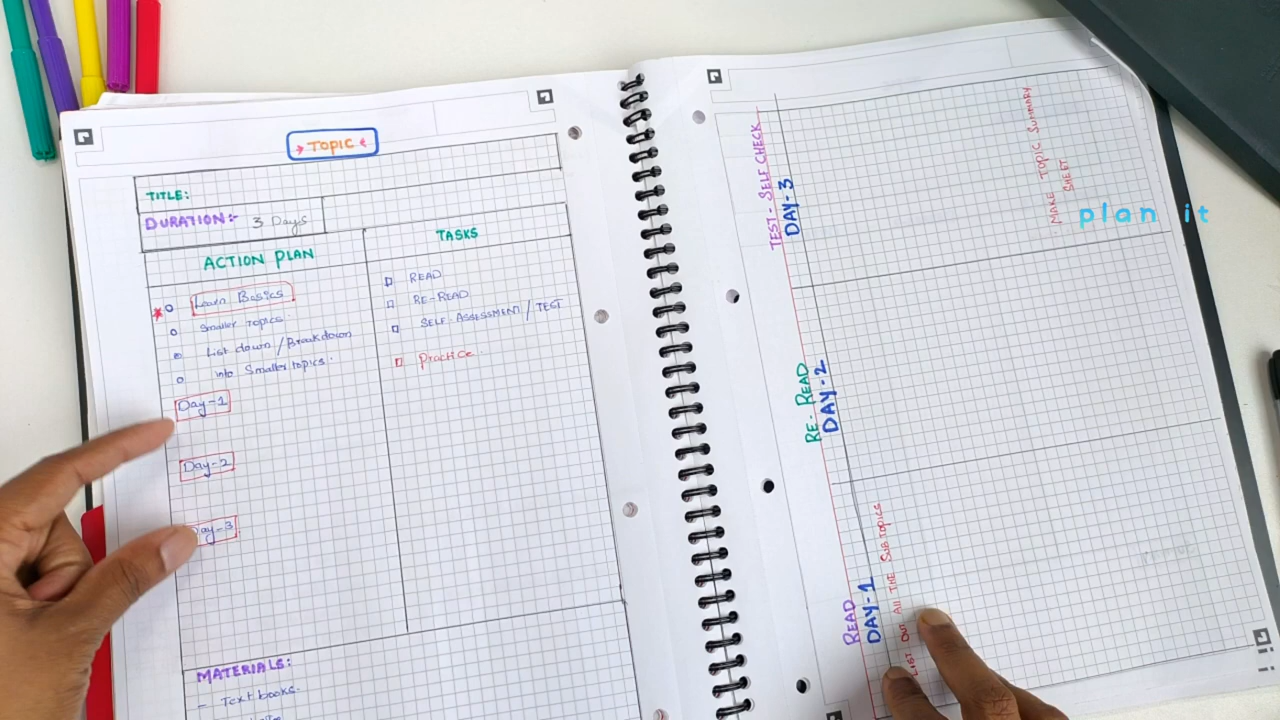 TOPIC
TITLE:
DURATION:- 3 Days
ACTION PLAN
Learn Basics
Smaller Topics
List down / Breakdown
into Smaller topics.
Day-1
Day-2
Day-3
TASKS
READ
RE-READ
SELF-ASSESSMENT / TEST
Practice
MATERIALS:
- Text books.
TEST - SELF CHECK
DAY-3
MAKE TOPIC SUMMARY
SHEET
plan it
RE-READ
DAY-2
READ
DAY-1
LIST OUT All THE SUBTOPICS